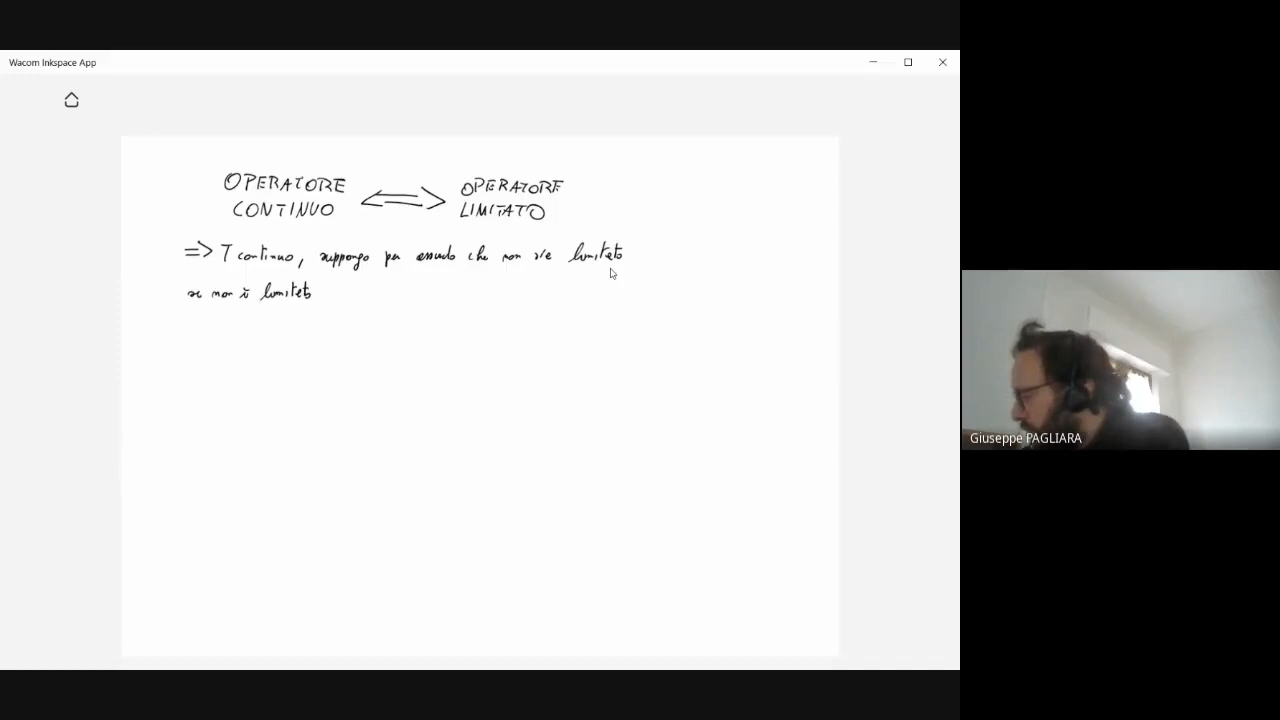 Wacom Inkspace App
OPERATORE
CONTINUO
OPERATORE
LIMITATO
=> T continuo, suppongo per assurdo che non sia limitato
se non è limitato
Giuseppe PAGLIARA